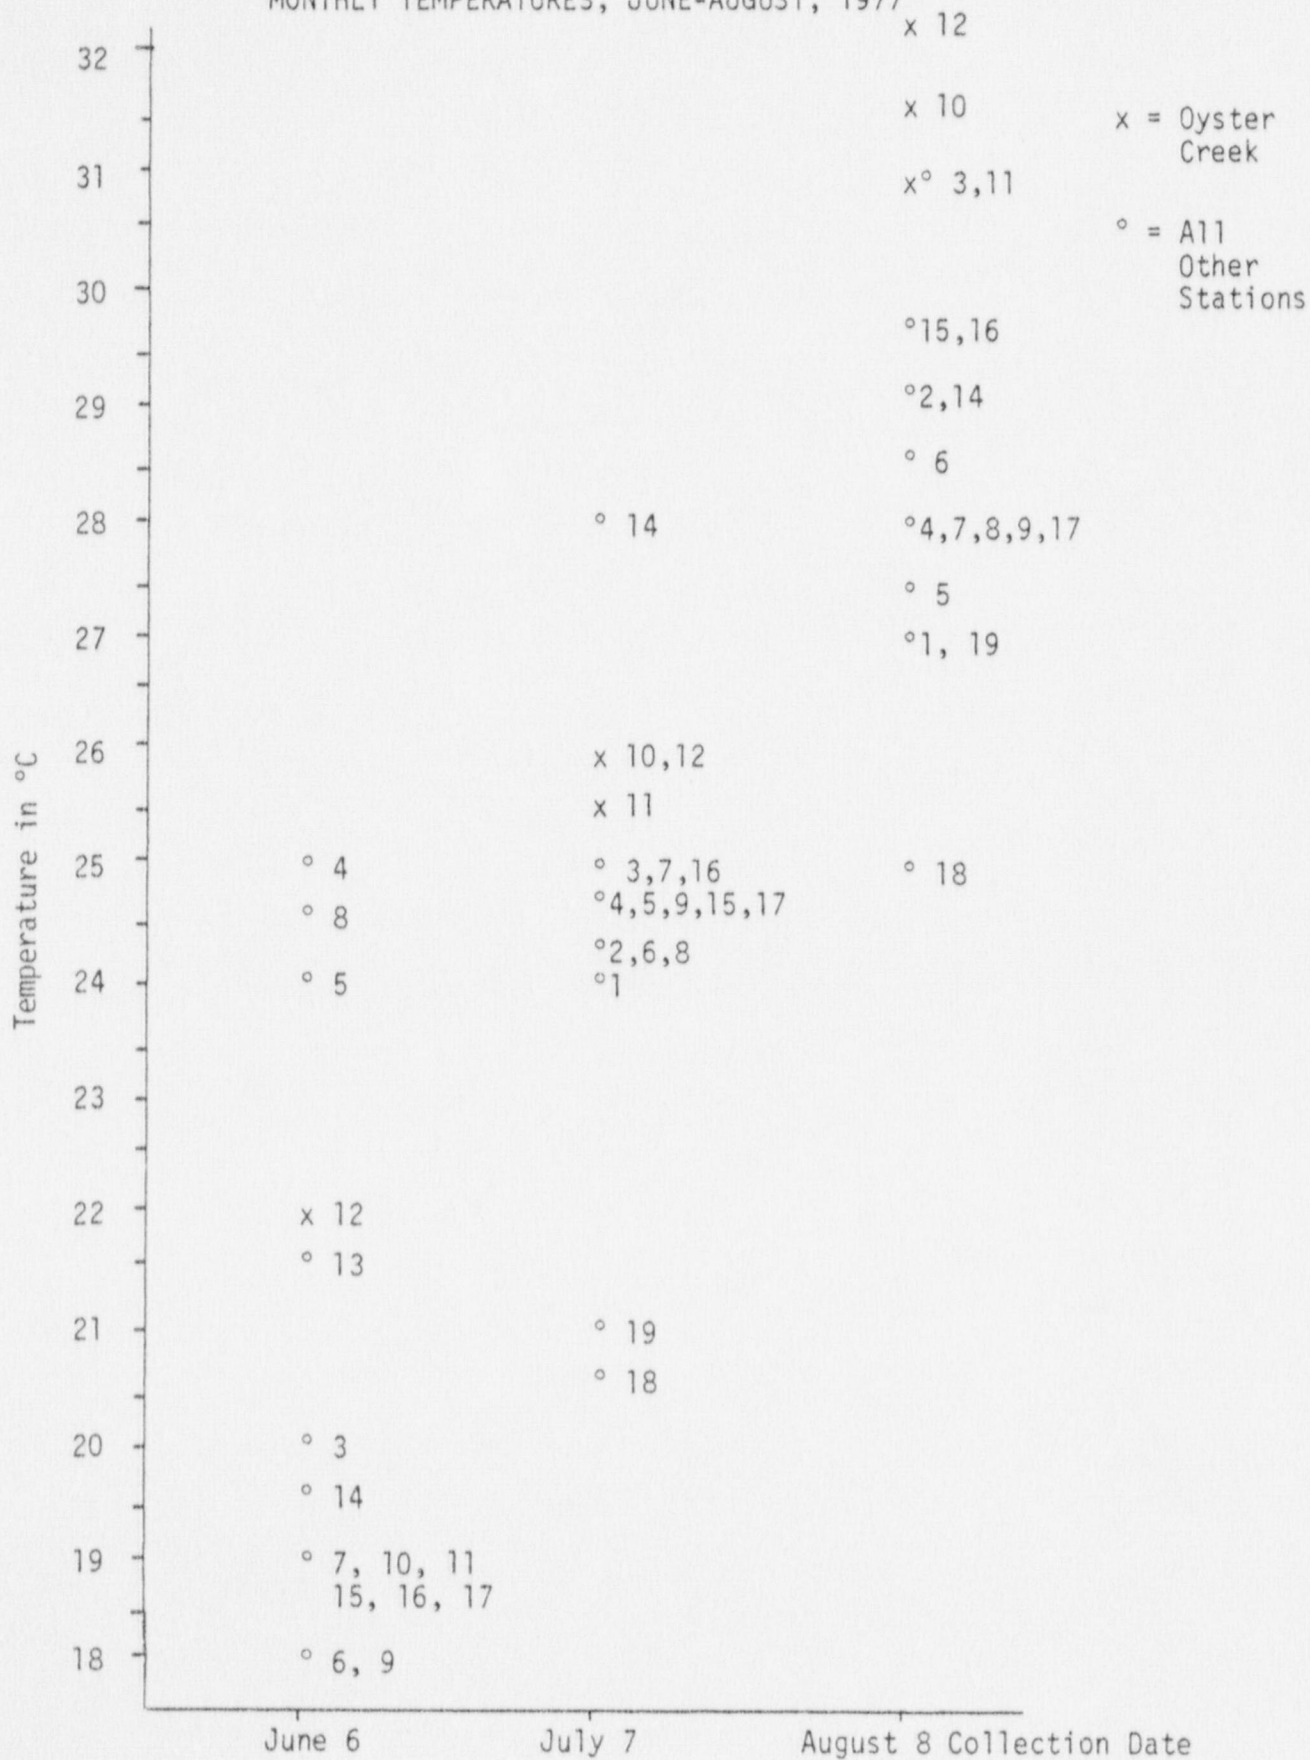 MONTHLY TEMPERATURES, JUNE-AUGUST, 1977
x 12
32
x 10
x = Oyster
Creek
31
x° 3,11
° = All
Other
Stations
30
°15,16
29
°2,14
° 6
28
° 14
°4,7,8,9,17
° 5
27
°1, 19
26
x 10,12
x 11
25
° 4
° 3,7,16
° 18
° 8
°4,5,9,15,17
°2,6,8
24
° 5
°1
Temperature in °C
23
22
x 12
° 13
21
° 19
° 18
20
° 3
° 14
19
° 7, 10, 11
15, 16, 17
18
° 6, 9
June 6
July 7
August 8 Collection Date